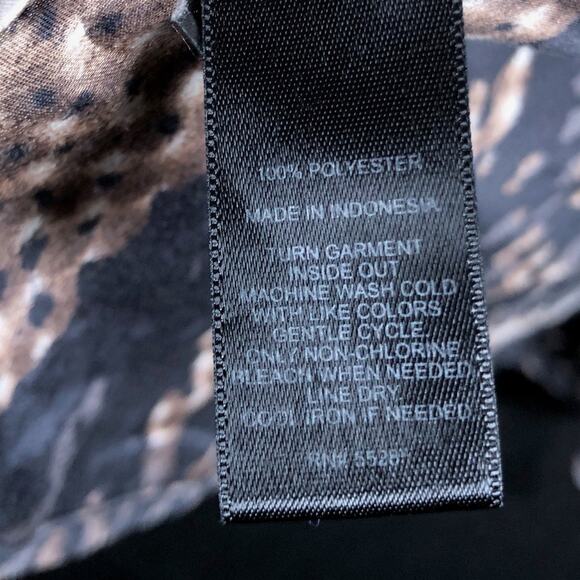 100% POLYESTER
MADE IN INDONESIA
TURN GARMENT
INSIDE OUT
MACHINE WASH COLD
WITH LIKE COLORS
GENTLE CYCLE
ONLY NON-CHLORINE
BLEACH WHEN NEEDED
LINE DRY
COOL IRON IF NEEDED
RN#